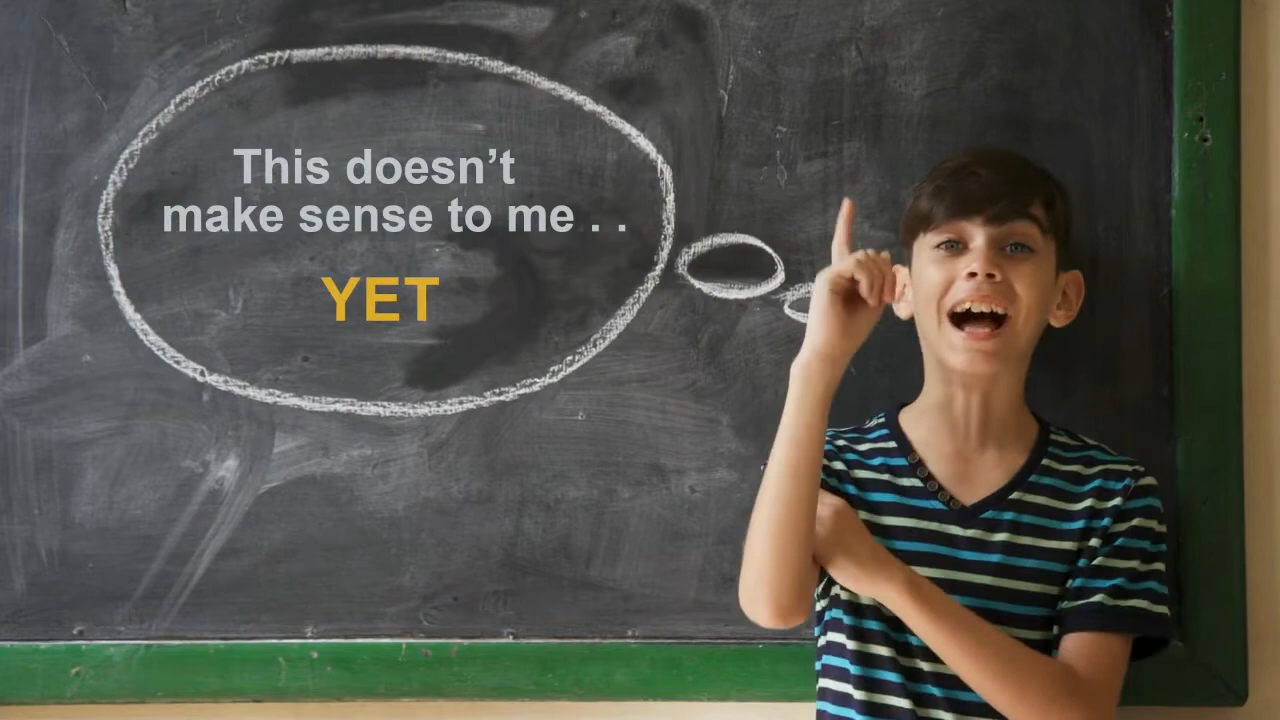 This doesn’t
make sense to me . .
YET